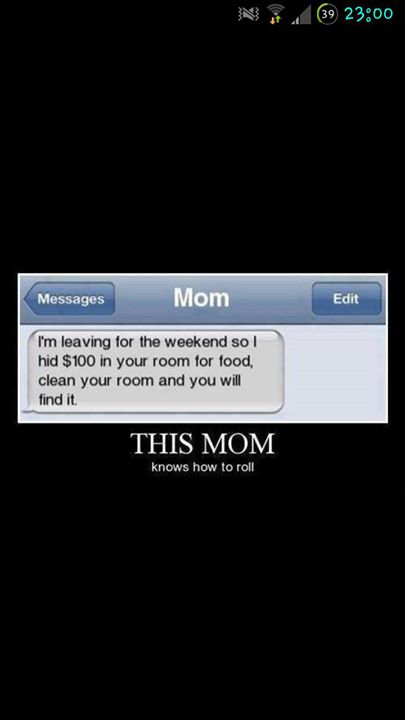 39 23:00
Messages Mom Edit
I'm leaving for the weekend so I
hid $100 in your room for food,
clean your room and you will
find it.
THIS MOM
knows how to roll